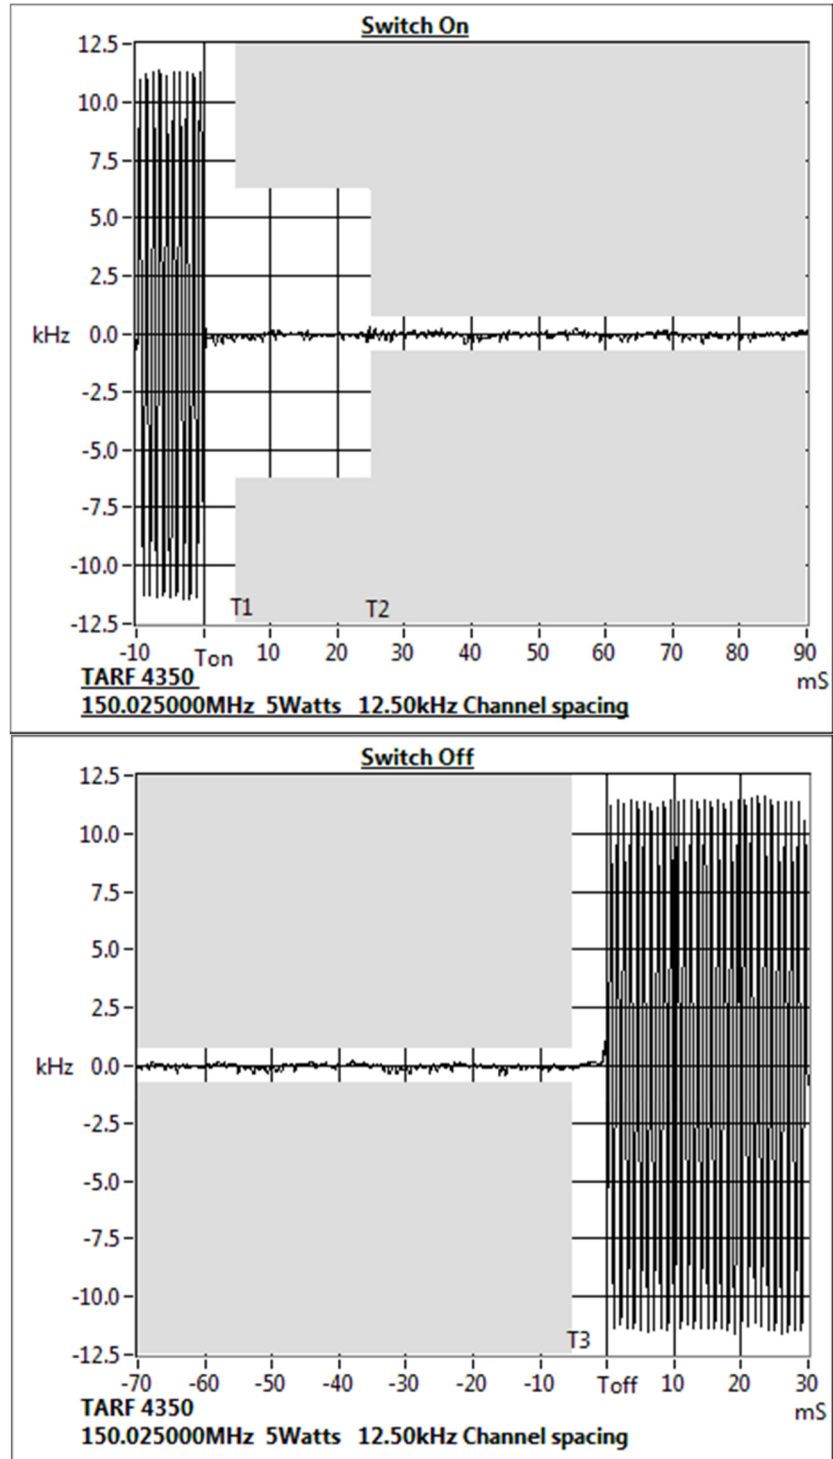 Switch On
12.5
10.0
7.5
5.0
2.5
kHz 0.0
-2.5
-5.0
-7.5
-10.0
-12.5
T1 T2
-10 Ton 10 20 30 40 50 60 70 80 90
mS
TARF 4350
150.025000MHz 5Watts 12.50kHz Channel spacing
Switch Off
12.5
10.0
7.5
5.0
2.5
kHz 0.0
-2.5
-5.0
-7.5
-10.0
-12.5
T3
-70 -60 -50 -40 -30 -20 -10 Toff 10 20 30
mS
TARF 4350
150.025000MHz 5Watts 12.50kHz Channel spacing